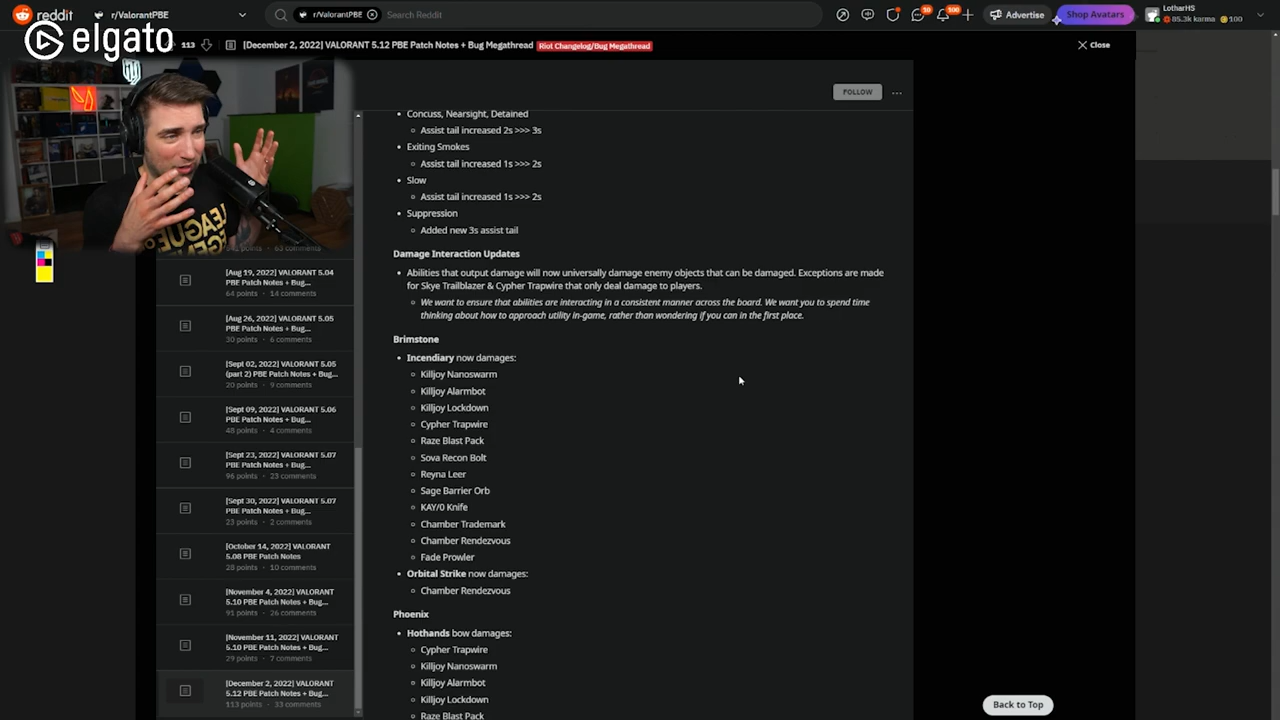 reddit
r/ValorantPBE
r/ValorantPBE
Search Reddit
Advertise
Shop Avatars
LotharHS
85.3k karma
100
elgato
113
[December 2, 2022] VALORANT 5.12 PBE Patch Notes + Bug Megathread
Riot Changelog/Bug Megathread
Close
FOLLOW
Concuss, Nearsight, Detained
Assist tail increased 2s >>> 3s
Exiting Smokes
Assist tail increased 1s >>> 2s
Slow
Assist tail increased 1s >>> 2s
Suppression
Added new 3s assist tail
Damage Interaction Updates
Abilities that output damage will now universally damage enemy objects that can be damaged. Exceptions are made
for Skye Trailblazer & Cypher Trapwire that only deal damage to players.
We want to ensure that abilities are interacting in a consistent manner across the board. We want you to spend time
thinking about how to approach utility in-game, rather than wondering if you can in the first place.
Brimstone
Incendiary now damages:
Killjoy Nanoswarm
Killjoy Alarmbot
Killjoy Lockdown
Cypher Trapwire
Raze Blast Pack
Sova Recon Bolt
Reyna Leer
Sage Barrier Orb
KAY/0 Knife
Chamber Trademark
Chamber Rendezvous
Fade Prowler
Orbital Strike now damages:
Chamber Rendezvous
Phoenix
Hothands bow damages:
Cypher Trapwire
Killjoy Nanoswarm
Killjoy Alarmbot
Killjoy Lockdown
Raze Blast Pack
63 comments
[Aug 19, 2022] VALORANT 5.04
PBE Patch Notes + Bug...
64 points · 14 comments
[Aug 26, 2022] VALORANT 5.05
PBE Patch Notes + Bug...
30 points · 6 comments
[Sept 02, 2022] VALORANT 5.05
(part 2) PBE Patch Notes + Bug...
20 points · 9 comments
[Sept 09, 2022] VALORANT 5.06
PBE Patch Notes + Bug...
48 points · 4 comments
[Sept 23, 2022] VALORANT 5.07
PBE Patch Notes + Bug...
96 points · 23 comments
[Sept 30, 2022] VALORANT 5.07
PBE Patch Notes + Bug...
23 points · 2 comments
[October 14, 2022] VALORANT
5.08 PBE Patch Notes
28 points · 10 comments
[November 4, 2022] VALORANT
5.10 PBE Patch Notes + Bug...
91 points · 26 comments
[November 11, 2022] VALORANT
5.10 PBE Patch Notes + Bug...
29 points · 7 comments
[December 2, 2022] VALORANT
5.12 PBE Patch Notes + Bug...
113 points · 33 comments
Back to Top